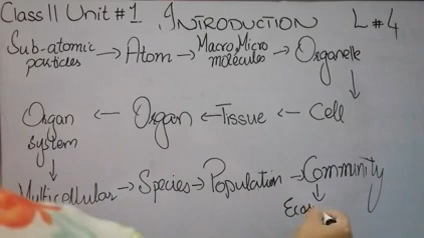 Class 11 Unit #1 INTRODUCTION L #4
Sub-atomic particles → Atom → Macro, Micro molecules → Organelle
Organ system ← Organ ← Tissue ← Cell
Multicellular → Species → Population → Community